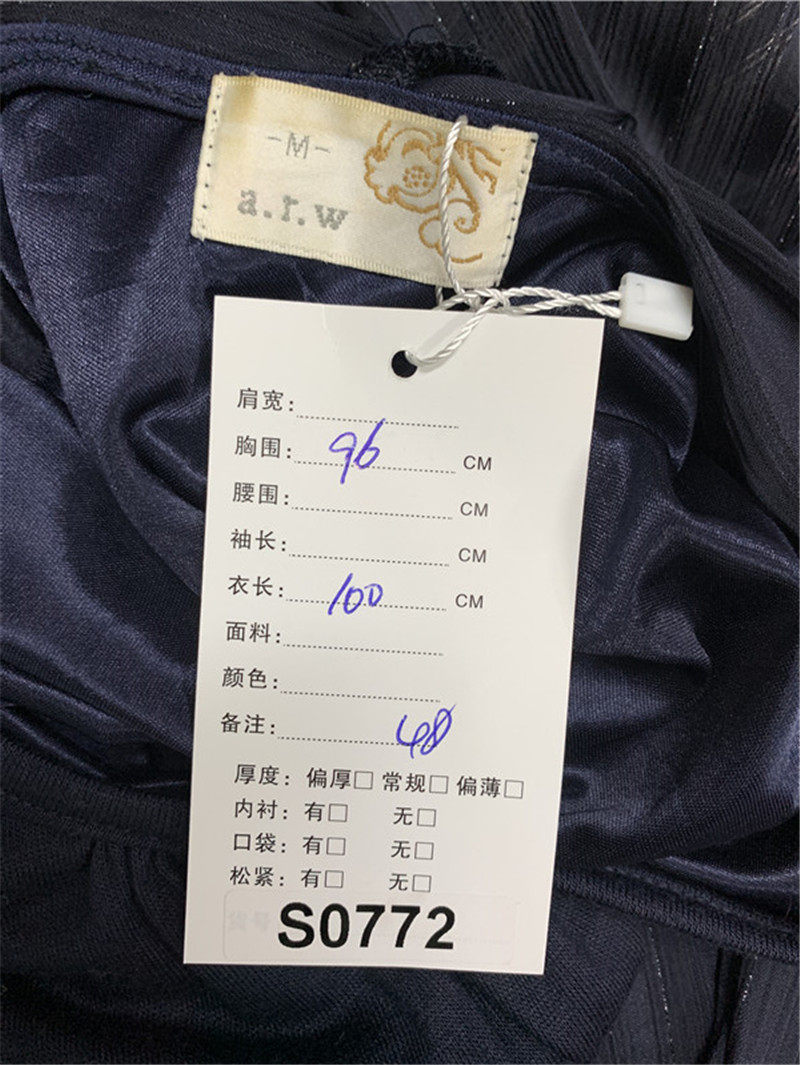 -M-
a.r.w
肩宽:
胸围: 96 CM
腰围: CM
袖长: CM
衣长: 100 CM
面料:
颜色:
备注: 48
厚度: 偏厚□ 常规□ 偏薄□
内衬: 有□ 无□
口袋: 有□ 无□
松紧: 有□ 无□
货号
S0772